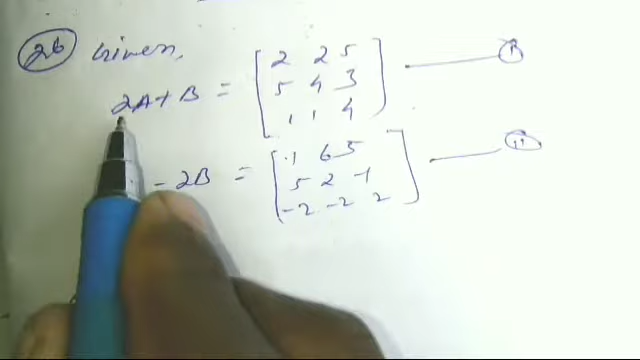 26 Given,
2A + B = [ 2 2 5 — (i)
5 4 3
1 1 4 ]
- 2B = [ 1 6 5 — (ii)
5 2 -1
-2 -2 2 ]